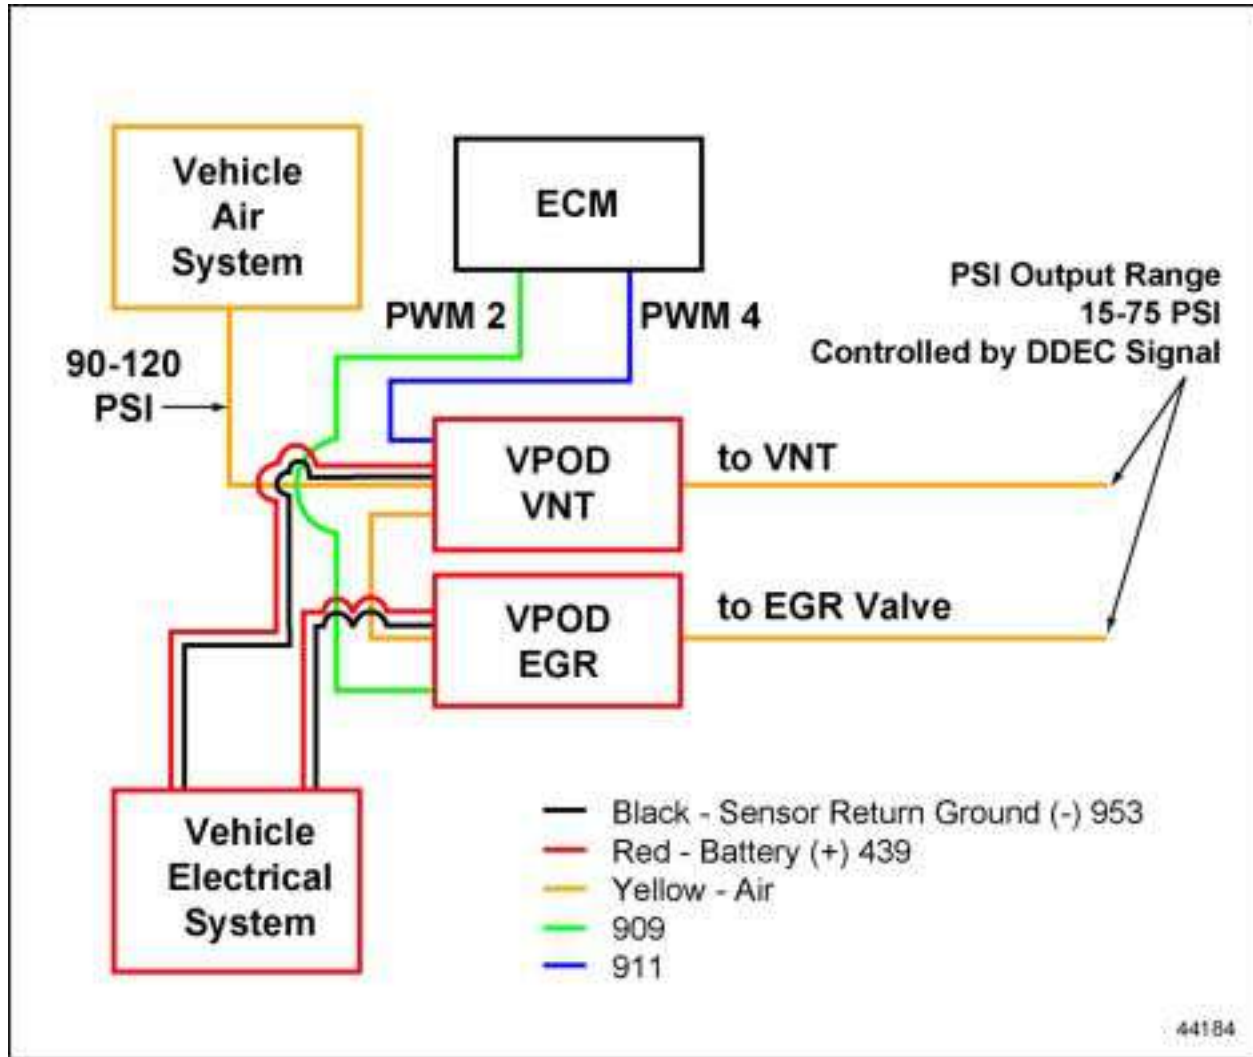 Vehicle
Air
System
ECM
PWM 2
PWM 4
PSI Output Range
15-75 PSI
Controlled by DDEC Signal
90-120
PSI
VPOD
VNT
to VNT
VPOD
EGR
to EGR Valve
Vehicle
Electrical
System
Black - Sensor Return Ground (-) 953
Red - Battery (+) 439
Yellow - Air
909
911
44184